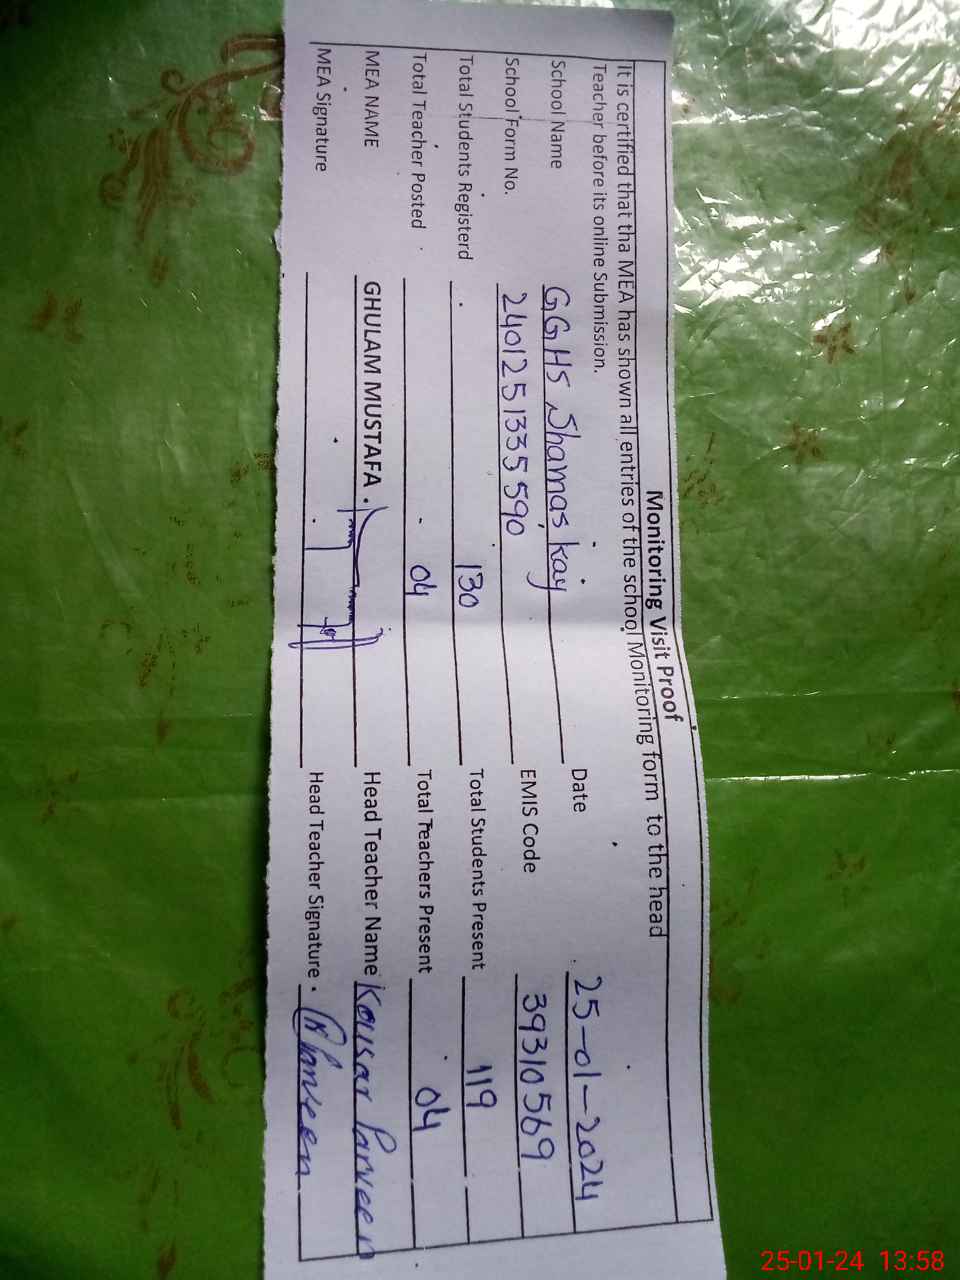 Monitoring Visit Proof
It is certified that tha MEA has shown all entries of the school Monitoring form to the head
Teacher before its online Submission.
School Name GGHS Shamas kay Date 25-01-2024
School Form No. 2401251335590 EMIS Code 39310569
Total Students Registerd 130 Total Students Present 119
Total Teacher Posted 04 Total Teachers Present 04
MEA NAME GHULAM MUSTAFA Head Teacher Name Kousar Parveen
MEA Signature Head Teacher Signature Parveen
25-01-24 13:58